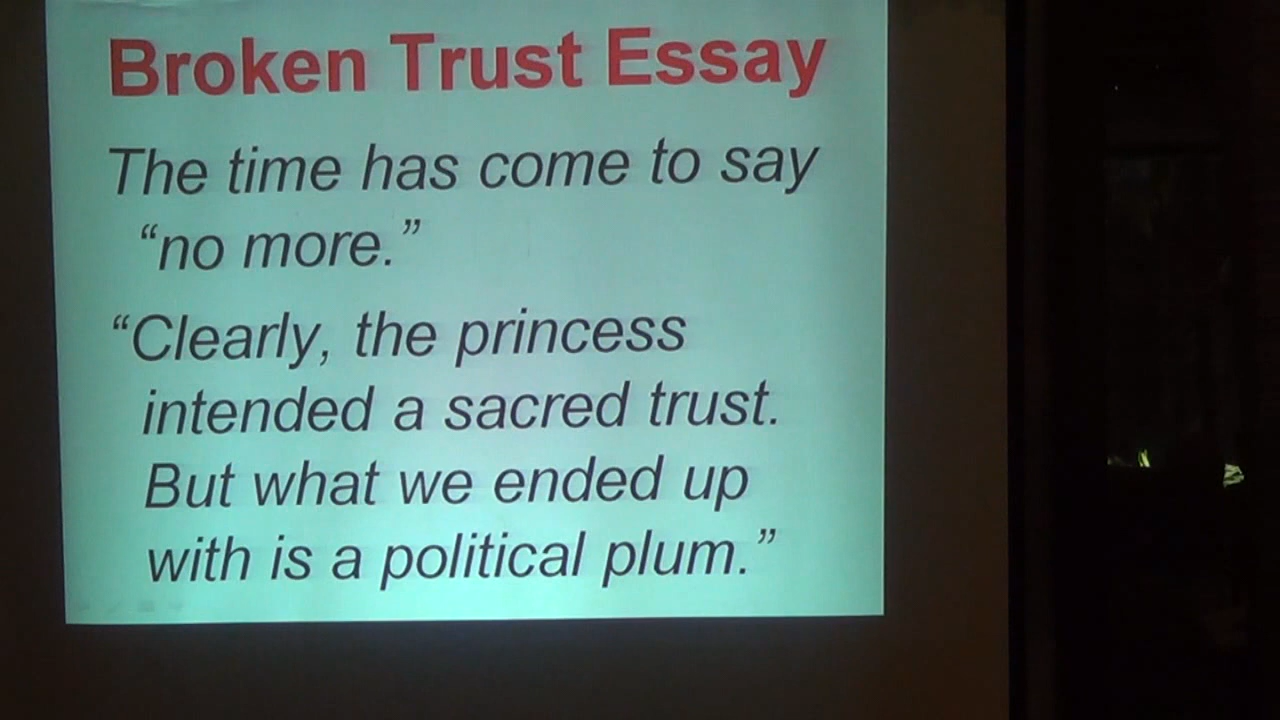 Broken Trust Essay
The time has come to say
“no more.”
“Clearly, the princess
intended a sacred trust.
But what we ended up
with is a political plum.”